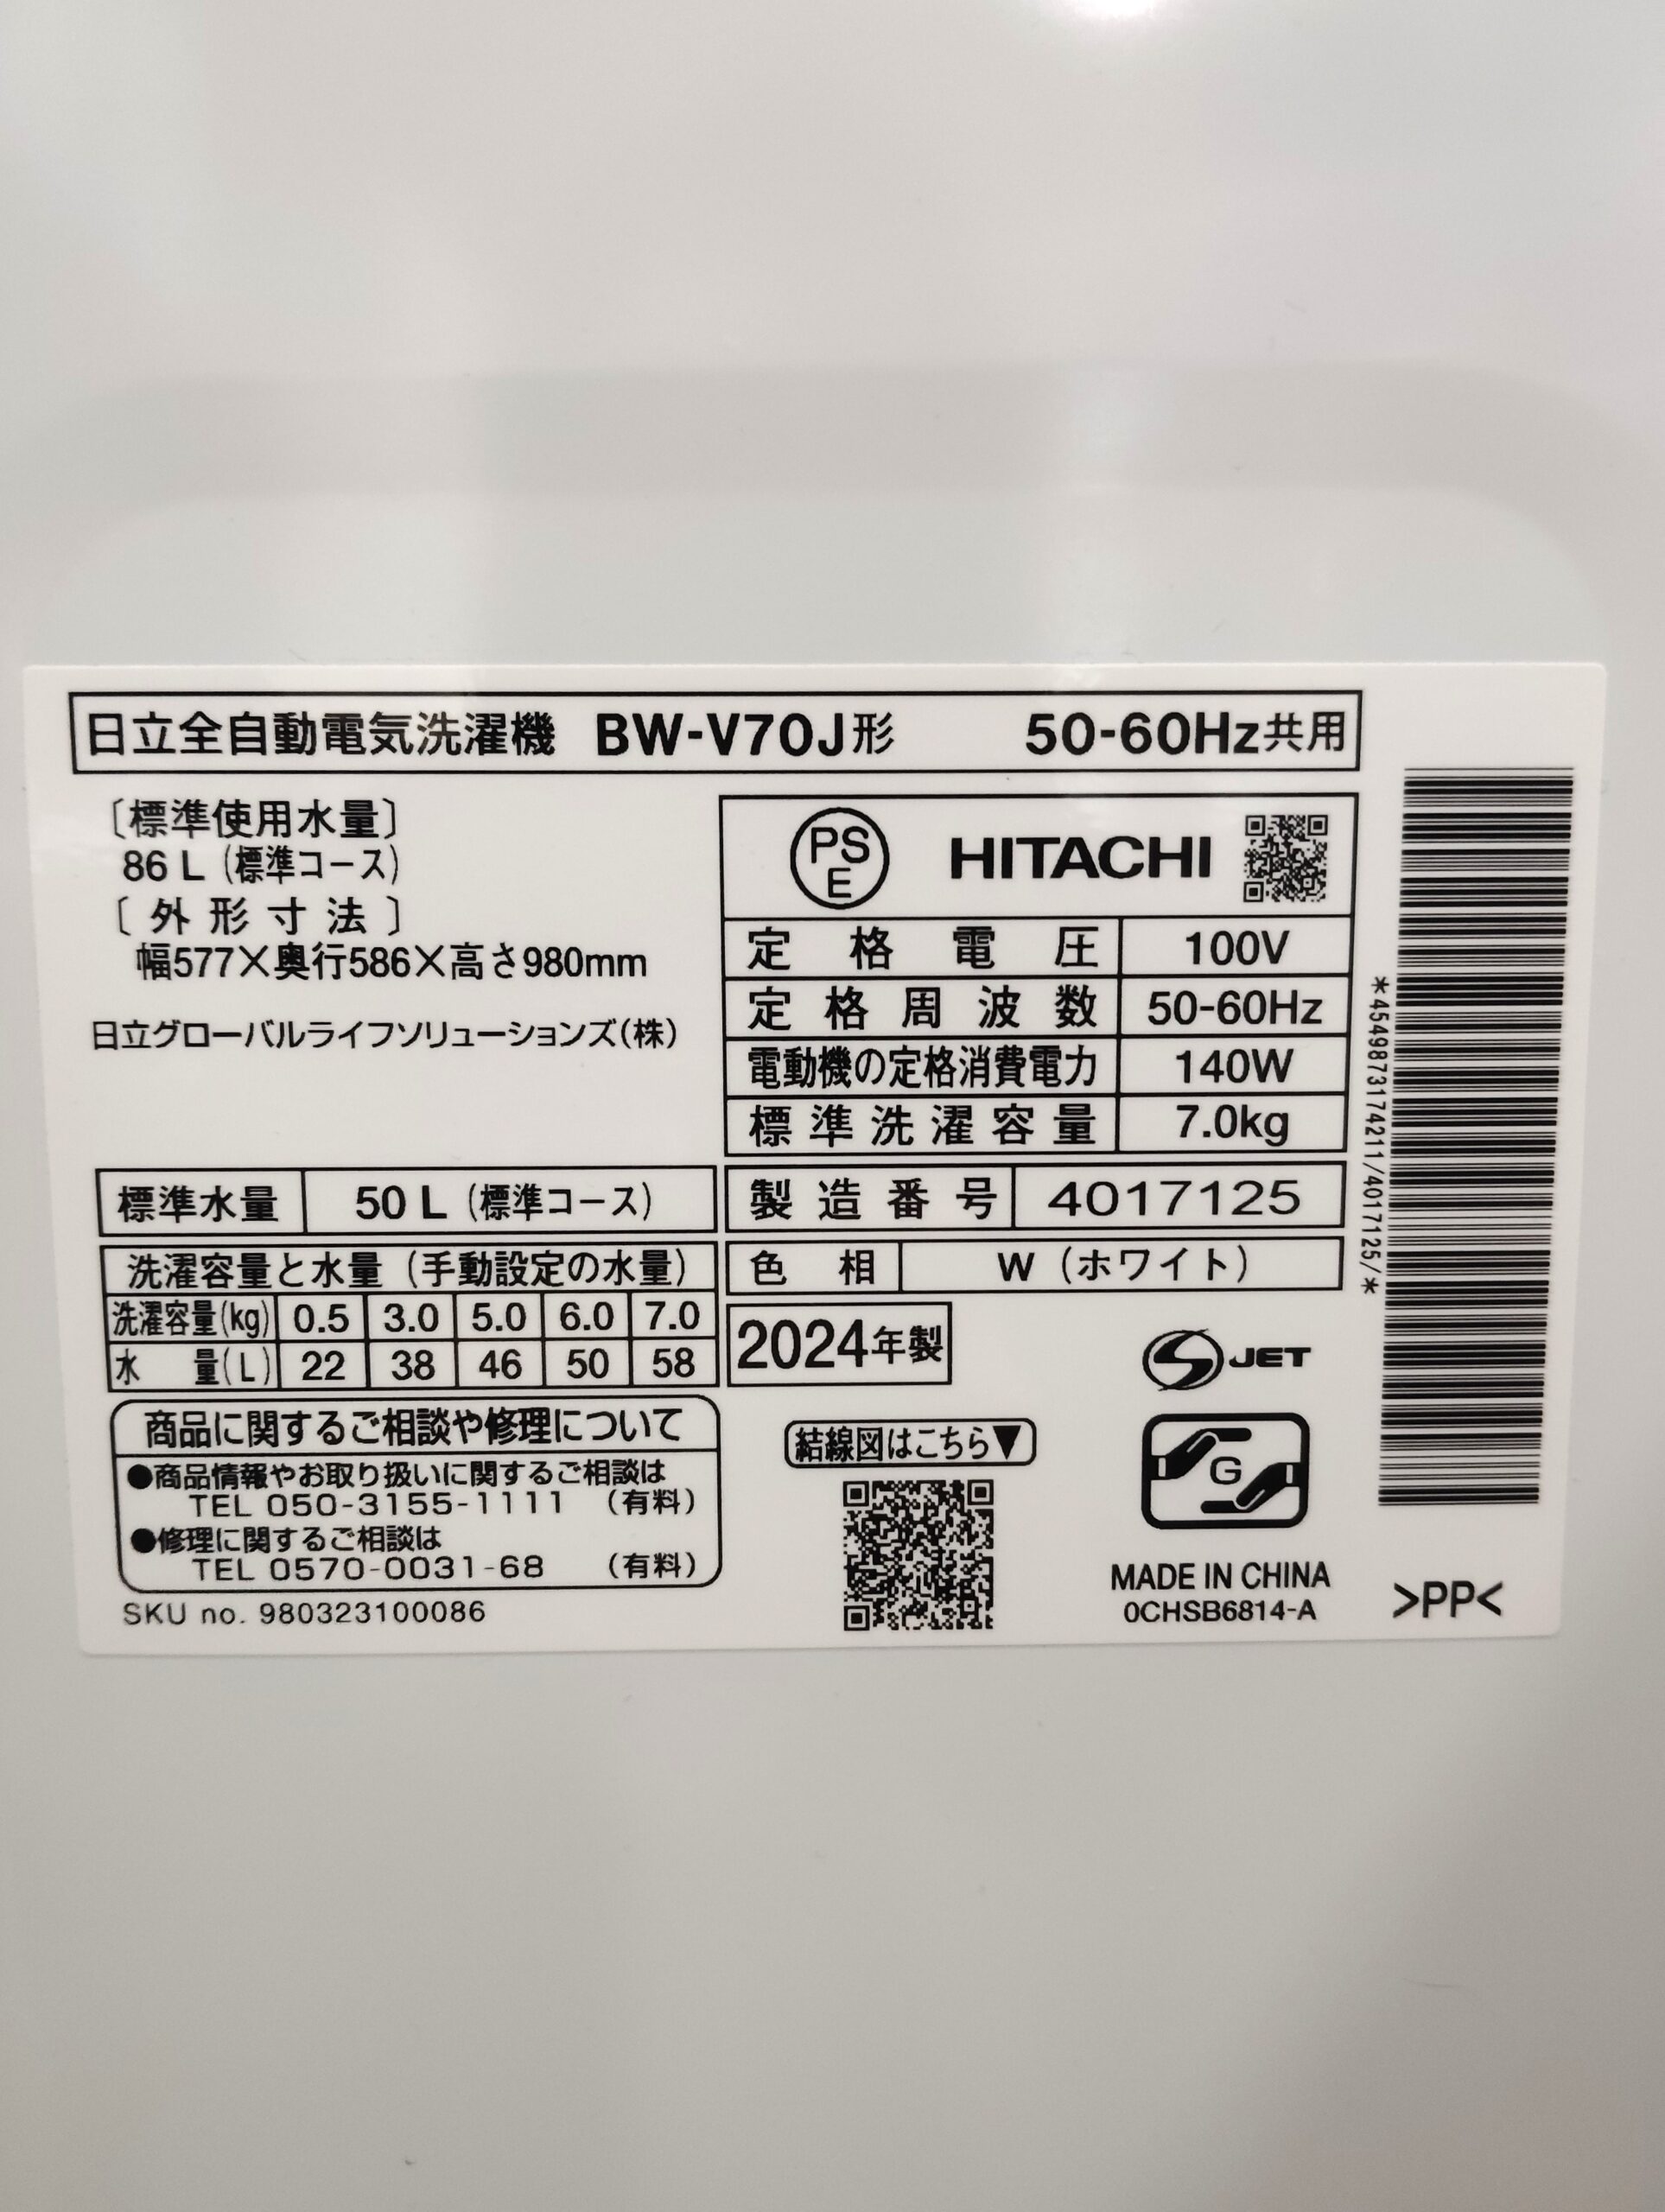 日立全自動電気洗濯機 BW-V70J形 50-60Hz共用
〔標準使用水量〕
86 L (標準コース)
〔外形寸法〕
幅577×奥行586×高さ980mm
日立グローバルライフソリューションズ(株)
PS
E
HITACHI
定格電圧 100V
定格周波数 50-60Hz
電動機の定格消費電力 140W
標準洗濯容量 7.0kg
標準水量 50 L (標準コース)
製造番号 4017125
洗濯容量と水量 (手動設定の水量)
洗濯容量(kg) 0.5 3.0 5.0 6.0 7.0
水量(L) 22 38 46 50 58
色相 W (ホワイト)
2024年製
S JET
商品に関するご相談や修理について
●商品情報やお取り扱いに関するご相談は
TEL 050-3155-1111 (有料)
●修理に関するご相談は
TEL 0570-0031-68 (有料)
SKU no. 980323100086
結線図はこちら▼
G
MADE IN CHINA
0CHSB6814-A
>PP<
*4549873174211/4017125/*